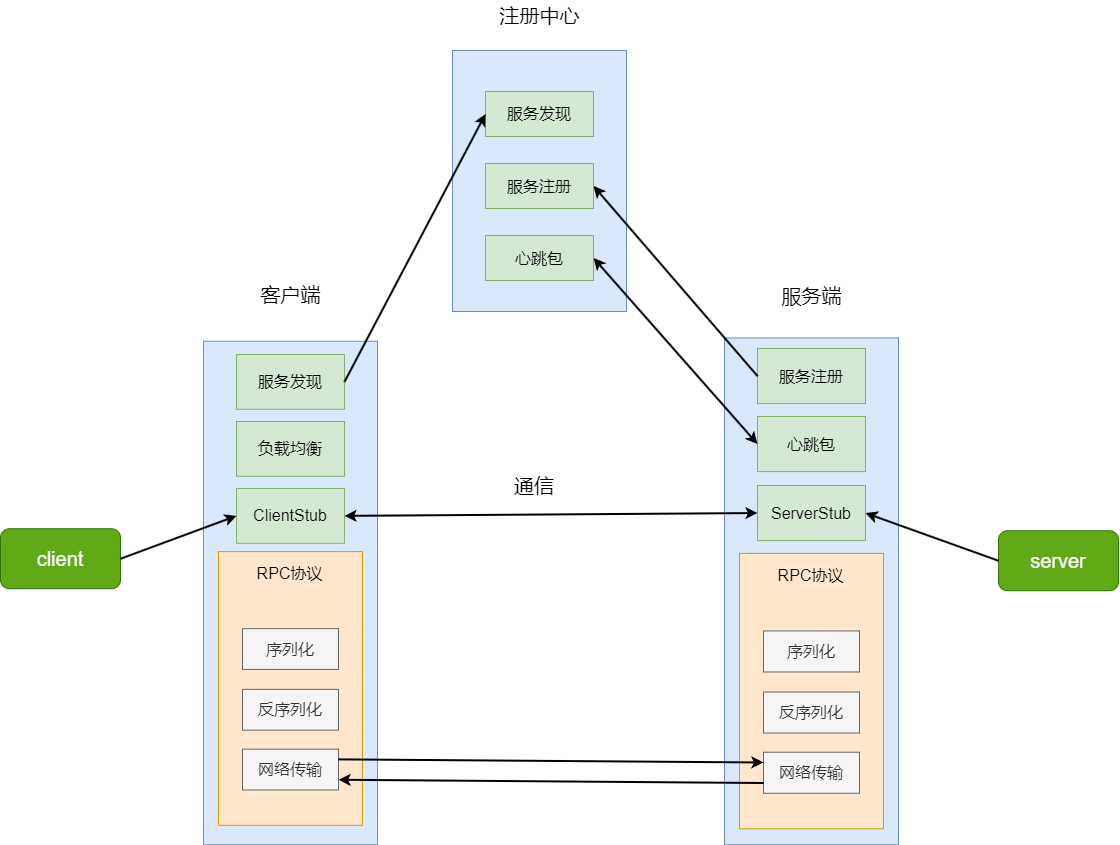 注册中心
服务发现
服务注册
心跳包
客户端
服务发现
负载均衡
ClientStub
RPC协议
序列化
反序列化
网络传输
client
通信
服务端
服务注册
心跳包
ServerStub
RPC协议
序列化
反序列化
网络传输
server